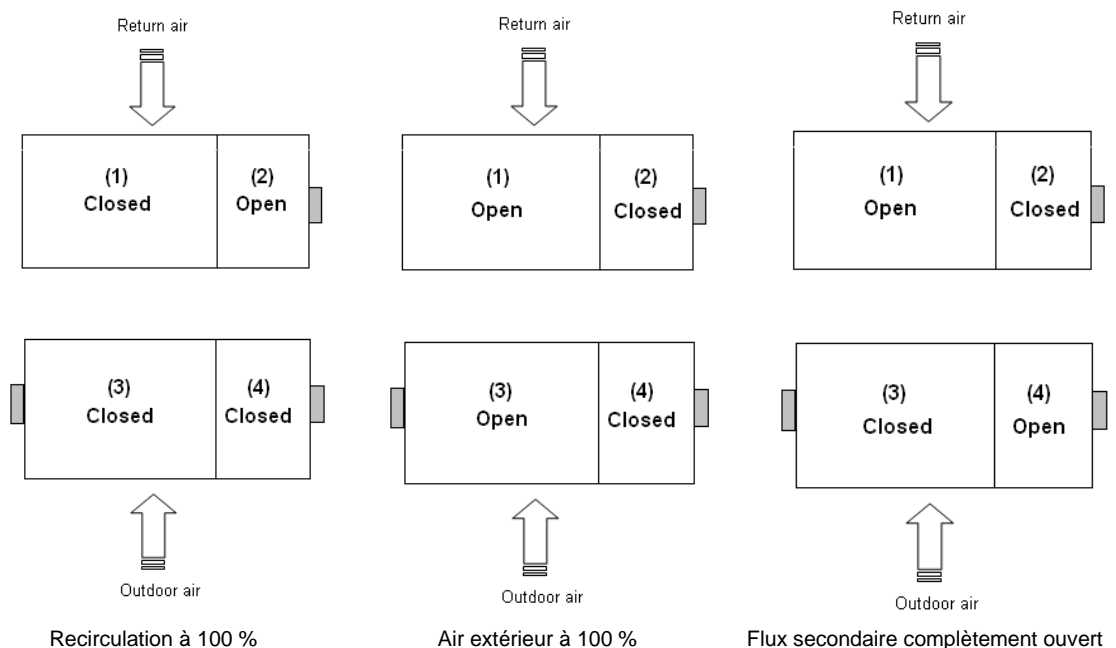 Return air
(1)
Closed
(2)
Open
(3)
Closed
(4)
Closed
Outdoor air
Recirculation à 100 %
Return air
(1)
Open
(2)
Closed
(3)
Open
(4)
Closed
Outdoor air
Air extérieur à 100 %
Return air
(1)
Open
(2)
Closed
(3)
Closed
(4)
Open
Outdoor air
Flux secondaire complètement ouvert